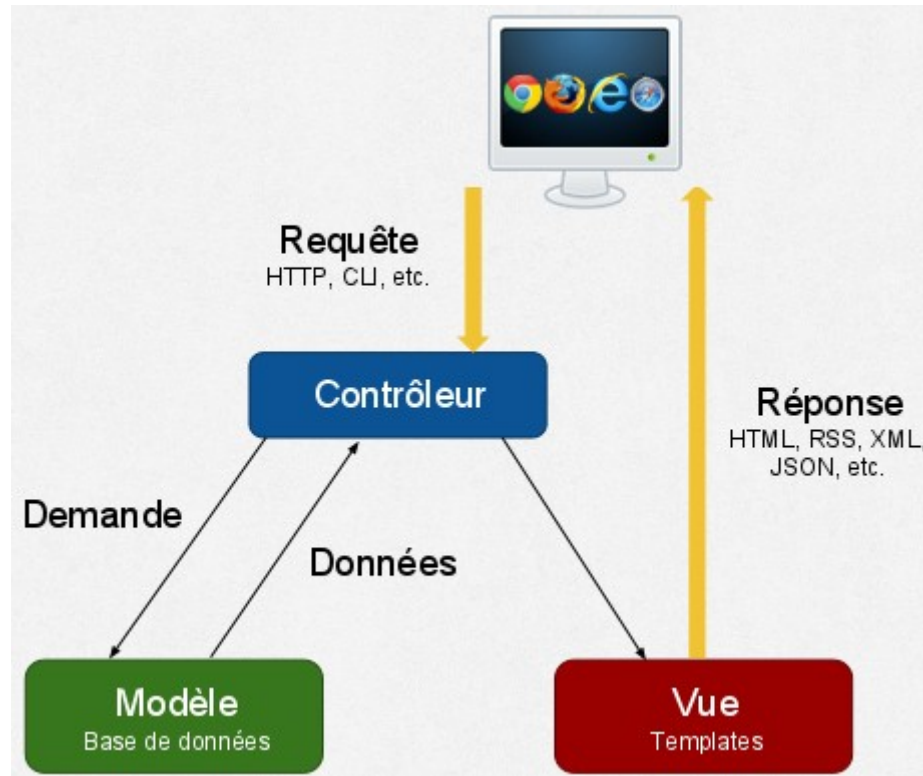 Requête
HTTP, CLI, etc.
Contrôleur
Réponse
HTML, RSS, XML,
JSON, etc.
Demande
Données
Modèle
Base de données
Vue
Templates